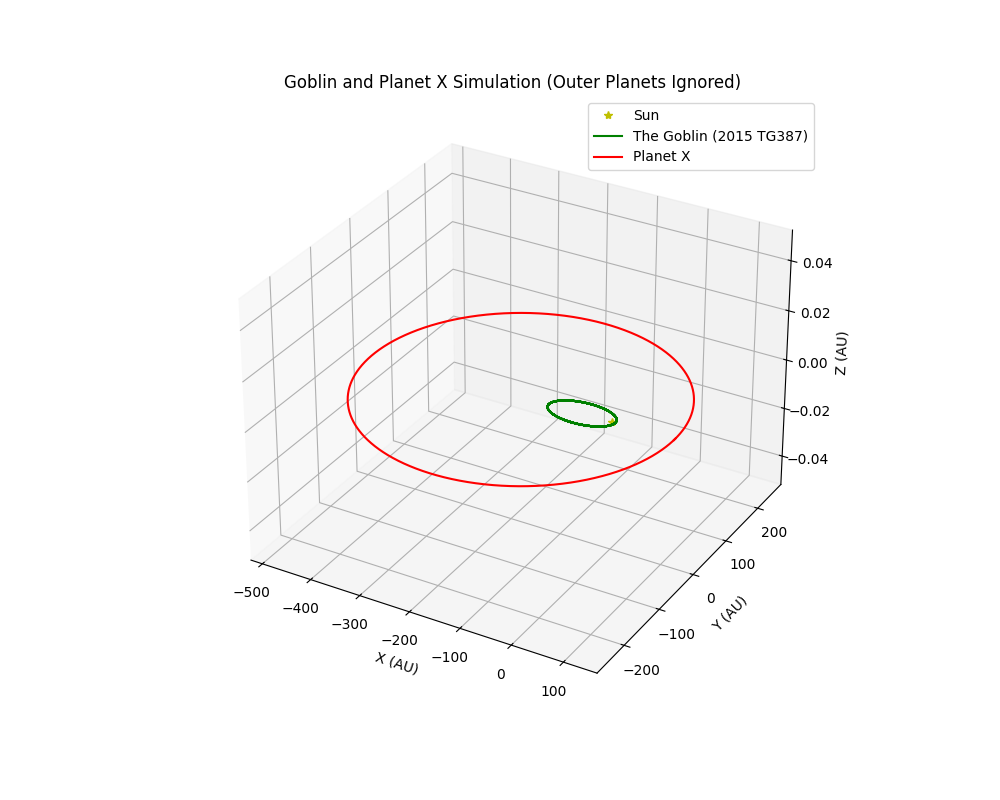 Goblin and Planet X Simulation (Outer Planets Ignored)
Sun
The Goblin (2015 TG387)
Planet X
0.04
0.02
0.00
−0.02
−0.04
Z (AU)
200
100
0
−100
−200
Y (AU)
−500
−400
−300
−200
−100
0
100
X (AU)